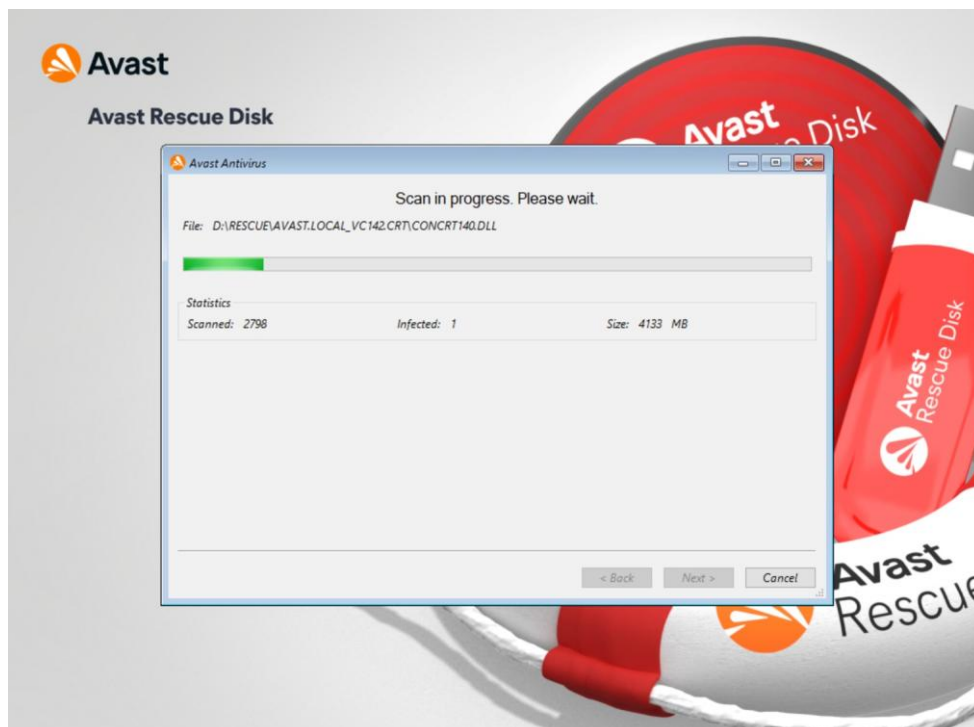 Avast
Avast Rescue Disk
Avast
Disk
Avast Antivirus
Scan in progress. Please wait.
File: D:\RESCUE\AVAST.LOCAL_VC142.CRT\CONCRT140.DLL
Statistics
Scanned: 2798 Infected: 1 Size: 4133 MB
Avast
Rescue Disk
< Back Next > Cancel
Avast
Rescue